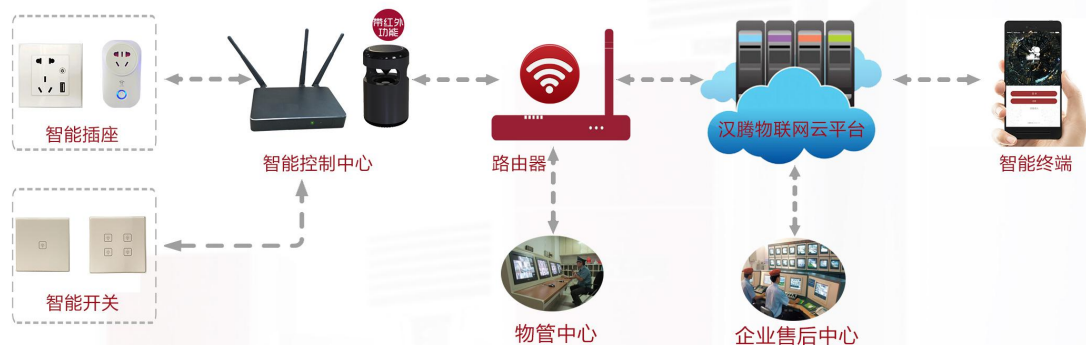 带红外
功能
智能插座
智能控制中心
路由器
汉腾物联网云平台
智能终端
智能开关
物管中心
企业售后中心